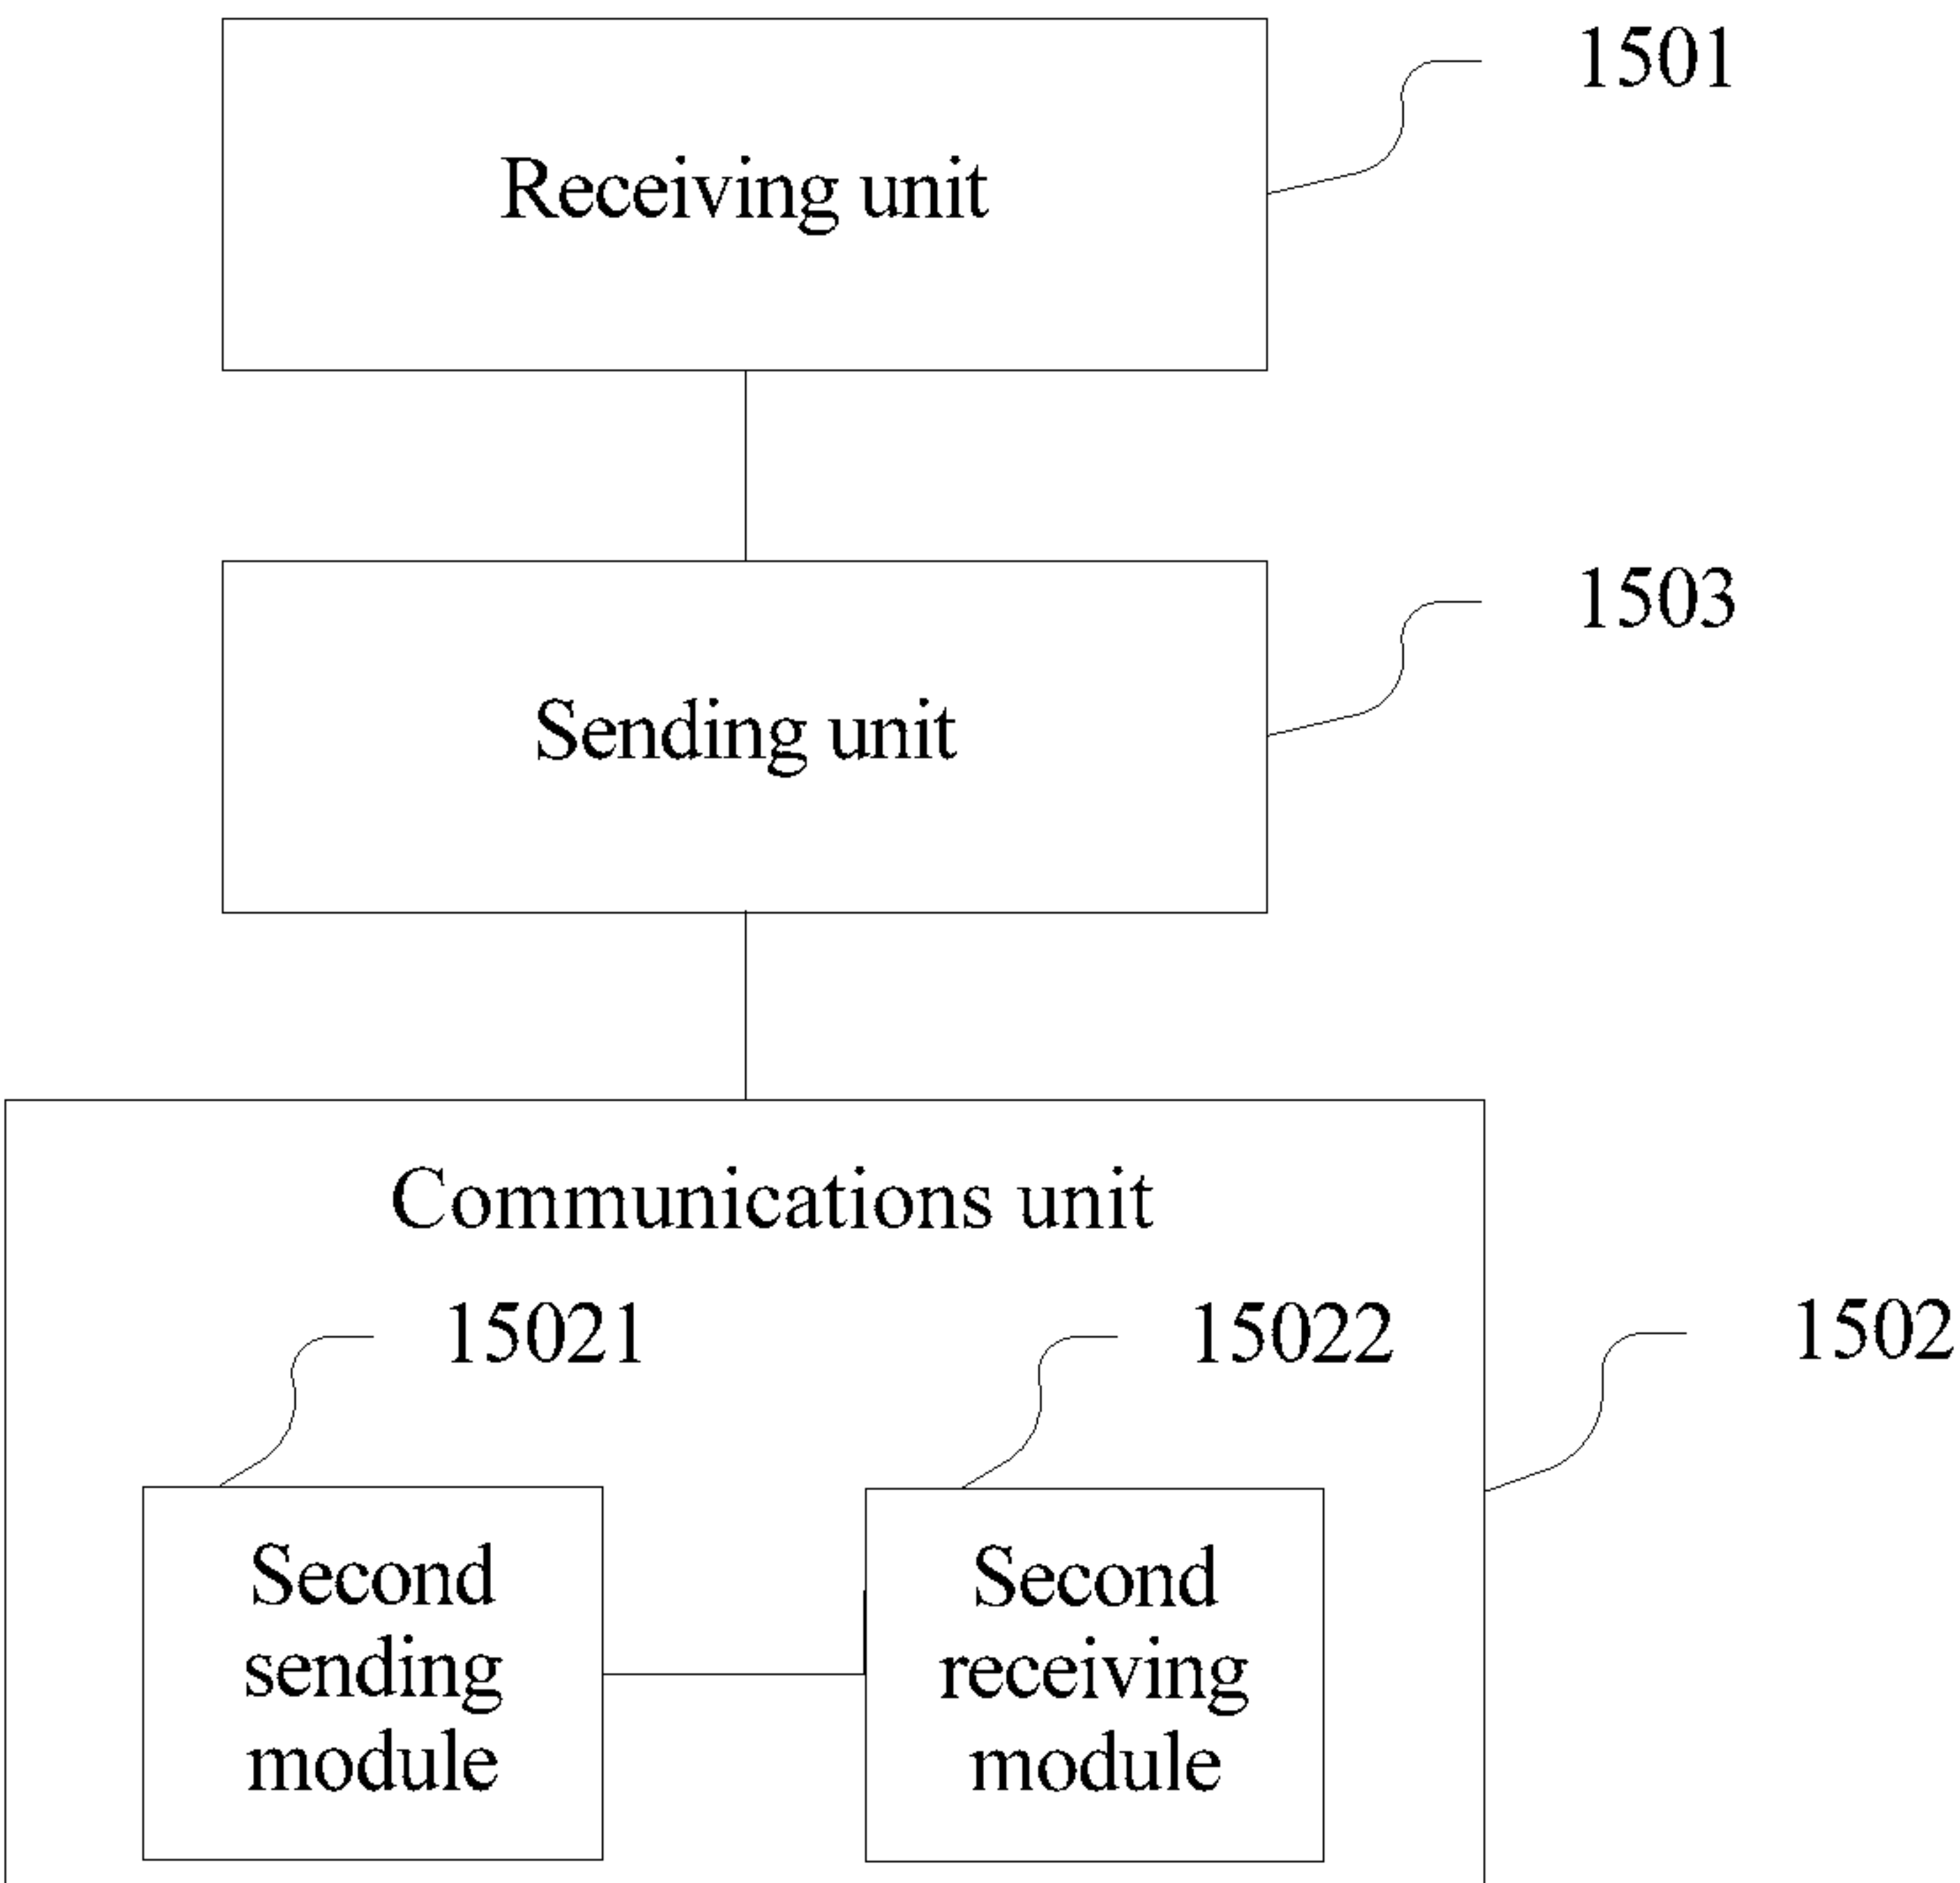 1501
Receiving unit
1503
Sending unit
Communications unit
15021
15022
1502
Second
sending
module
Second
receiving
module